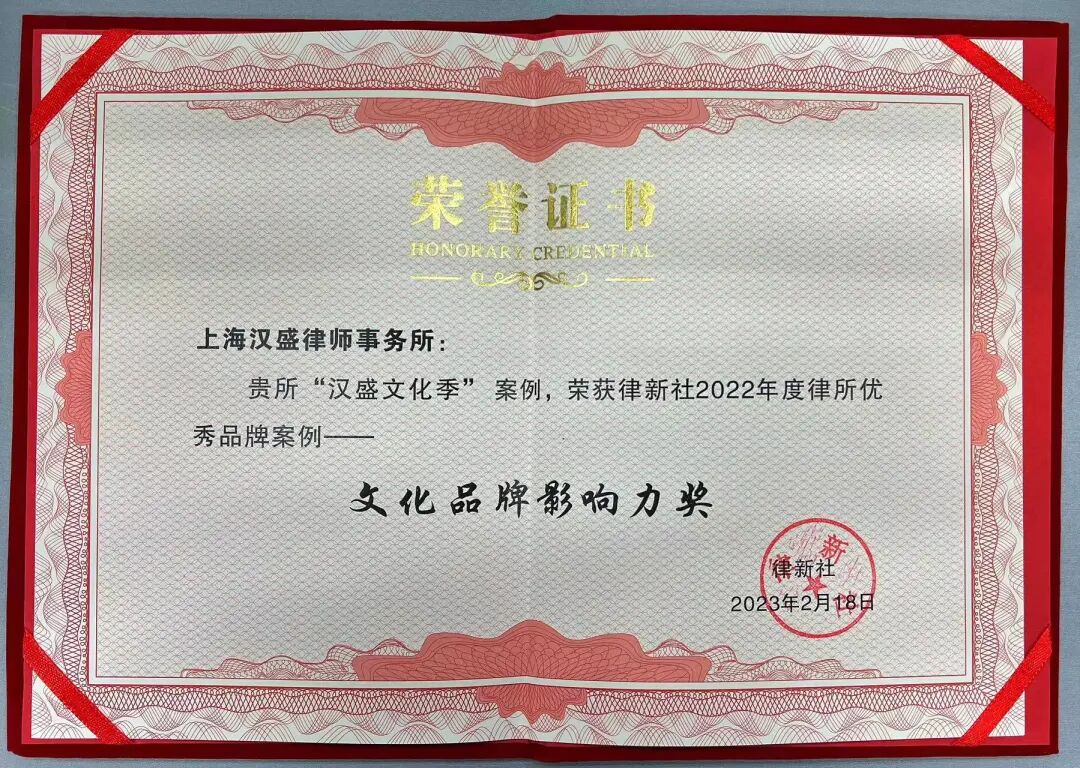 荣誉证书
HONORARY CREDENTIAL
上海汉盛律师事务所：
贵所“汉盛文化季”案例，荣获律新社2022年度律所优
秀品牌案例——
文化品牌影响力奖
律新社
律新社
2023年2月18日